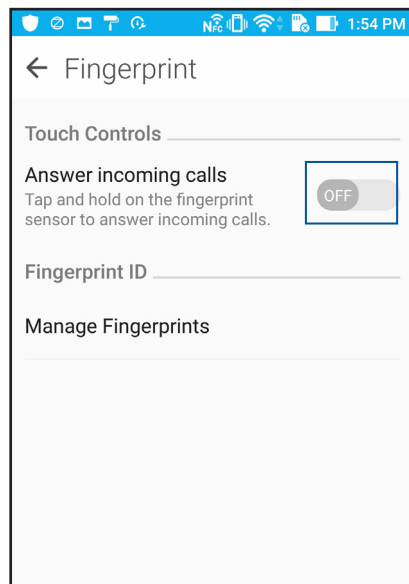 NFC 1:54 PM
Fingerprint
Touch Controls
Answer incoming calls
Tap and hold on the fingerprint
sensor to answer incoming calls.
OFF
Fingerprint ID
Manage Fingerprints